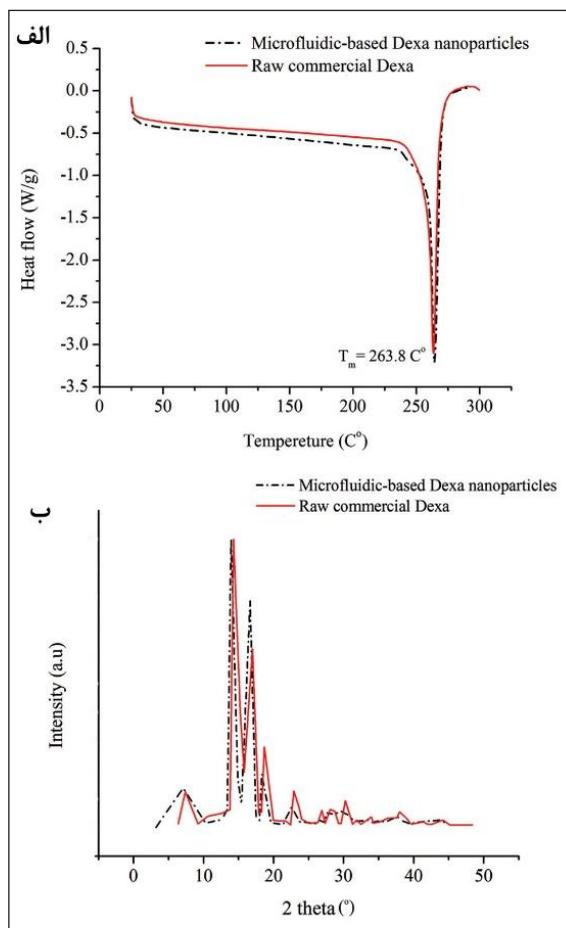 الف
Microfluidic-based Dexa nanoparticles
Raw commercial Dexa
0.5
0.0
-0.5
-1.0
-1.5
-2.0
-2.5
-3.0
-3.5
Heat flow (W/g)
Tm= 263.8 C°
0 50 100 150 200 250 300
Tempereture (C°)
ب
Microfluidic-based Dexa nanoparticles
Raw commercial Dexa
Intensity (a.u)
0 10 20 30 40 50
2 theta (°)